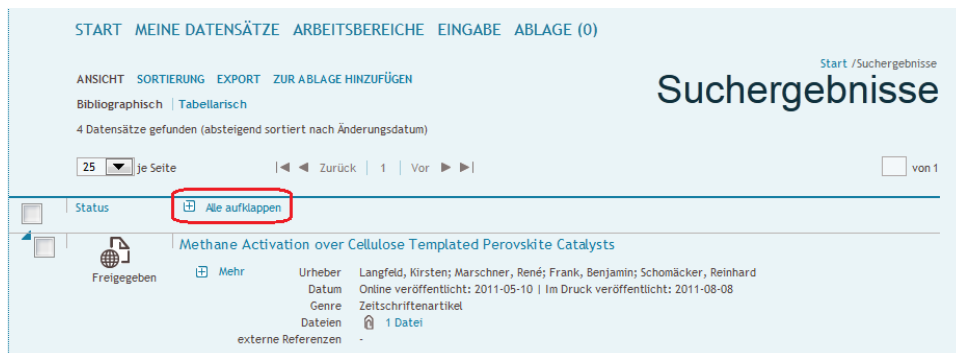 START MEINE DATENSÄTZE ARBEITSBEREICHE EINGABE ABLAGE (0)
Start /Suchergebnisse
Suchergebnisse
ANSICHT SORTIERUNG EXPORT ZUR ABLAGE HINZUFÜGEN
Bibliographisch | Tabellarisch
4 Datensätze gefunden (absteigend sortiert nach Änderungsdatum)
25 je Seite Zurück | 1 | Vor von 1
Status Alle aufklappen
Methane Activation over Cellulose Templated Perovskite Catalysts
Freigegeben
Mehr Urheber Langfeld, Kirsten; Marschner, René; Frank, Benjamin; Schomäcker, Reinhard
Datum Online veröffentlicht: 2011-05-10 | Im Druck veröffentlicht: 2011-08-08
Genre Zeitschriftenartikel
Dateien 1 Datei
externe Referenzen -